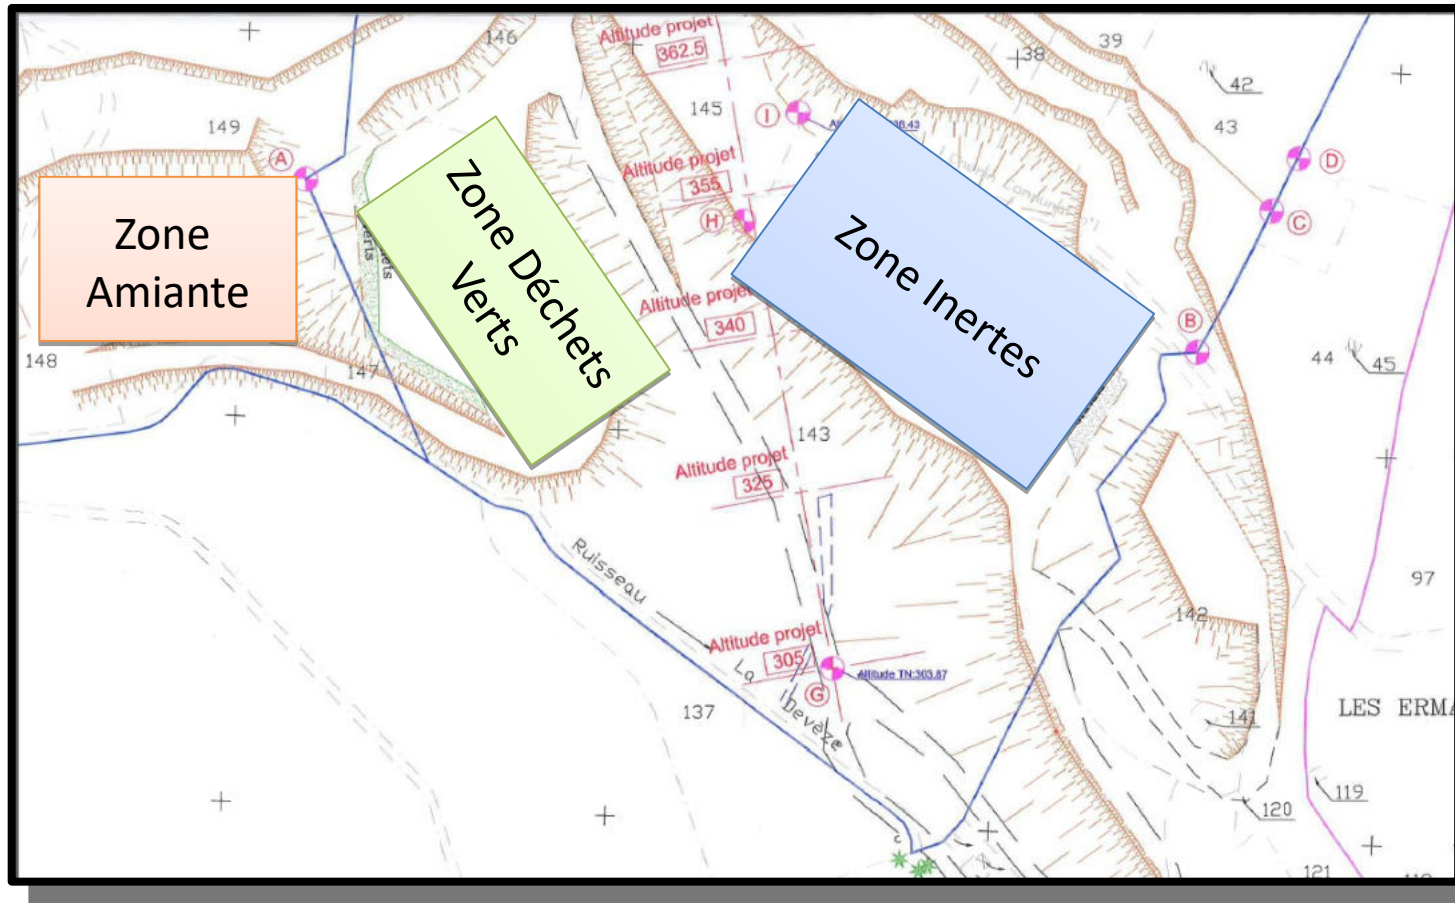 Altitude projet
362.5
146
39
38
42
145
43
149
I
A
Altitude projet
355
D
H
C
Zone
Amiante
Zone Déchets
Verts
Zone Inertes
Altitude projet
340
B
148
147
44
45
143
Altitude projet
325
Ruisseau
La
Devèze
97
142
Altitude projet
305
Altitude TN:303.87
G
137
141
119
120
121